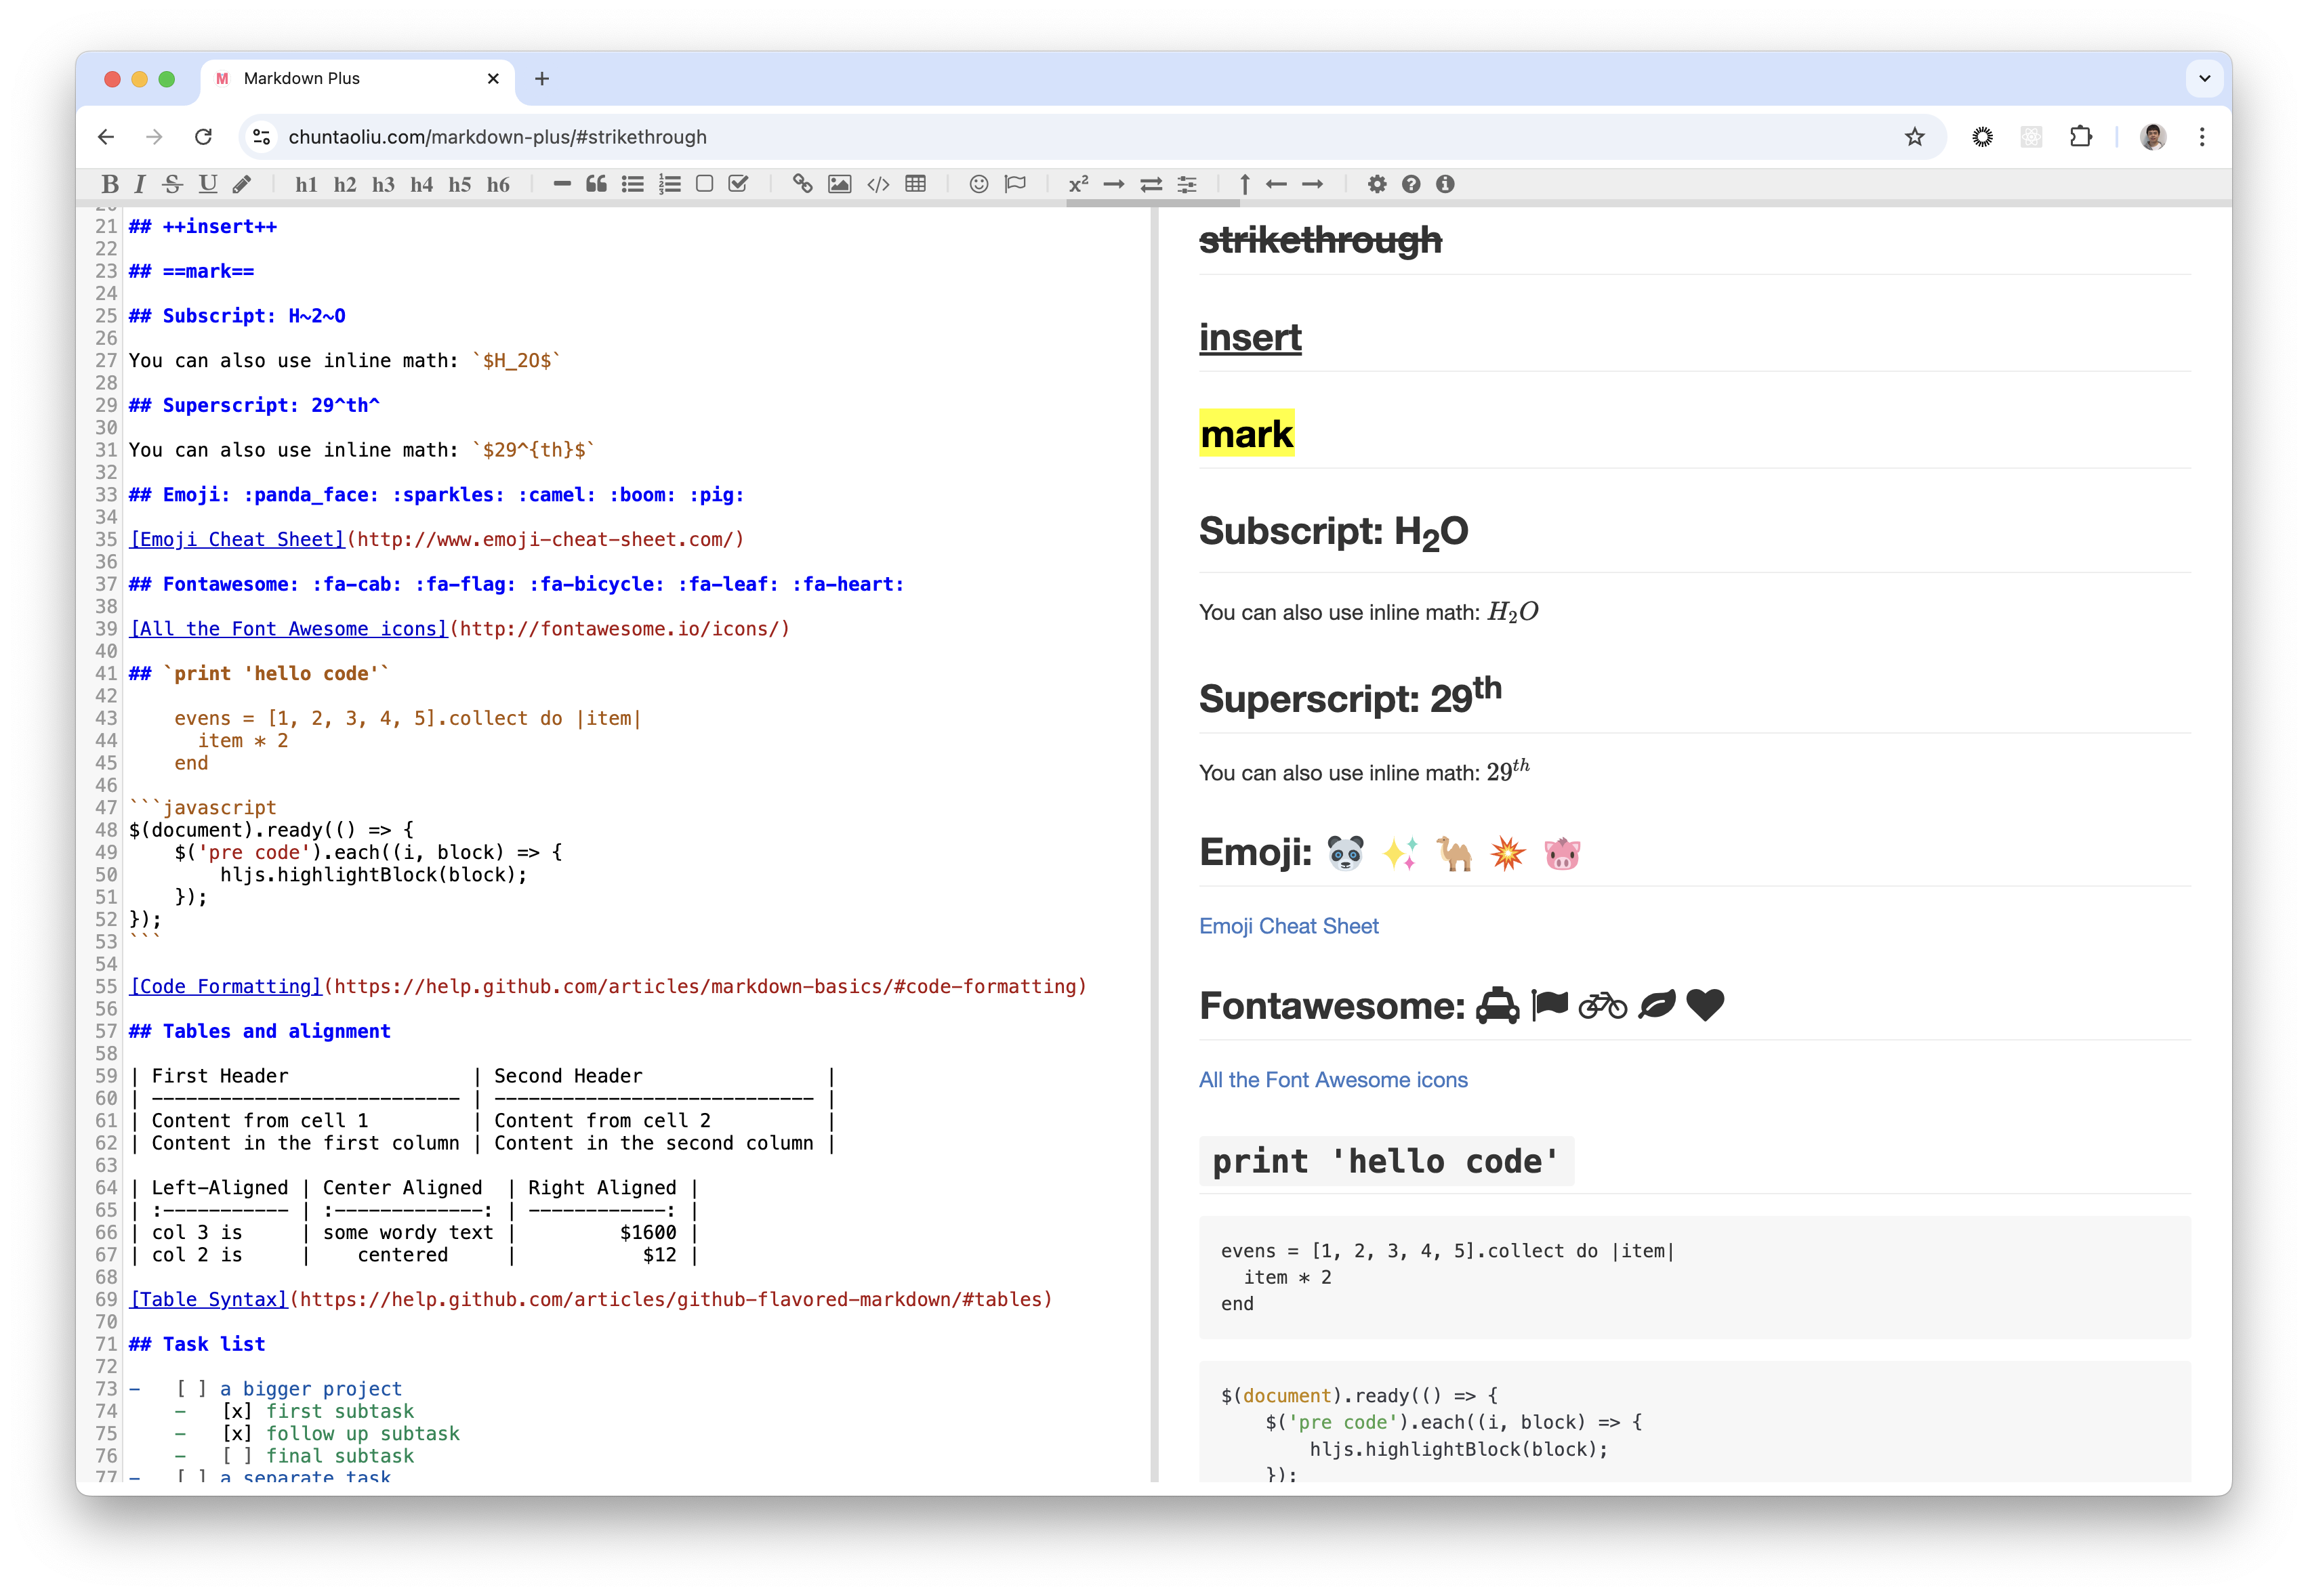 Markdown Plus
chuntaoliu.com/markdown-plus/#strikethrough
B I S U h1 h2 h3 h4 h5 h6 x²
21 ## ++insert++
22
23 ## ==mark==
24
25 ## Subscript: H~2~O
26
27 You can also use inline math: `$H_2O$`
28
29 ## Superscript: 29^th^
30
31 You can also use inline math: `$29^{th}$`
32
33 ## Emoji: :panda_face: :sparkles: :camel: :boom: :pig:
34
35 [Emoji Cheat Sheet](http://www.emoji-cheat-sheet.com/)
36
37 ## Fontawesome: :fa-cab: :fa-flag: :fa-bicycle: :fa-leaf: :fa-heart:
38
39 [All the Font Awesome icons](http://fontawesome.io/icons/)
40
41 ## `print 'hello code'`
42
43     evens = [1, 2, 3, 4, 5].collect do |item|
44       item * 2
45     end
46
47 ```javascript
48 $(document).ready(() => {
49     $('pre code').each((i, block) => {
50         hljs.highlightBlock(block);
51     });
52 });
53 ```
54
55 [Code Formatting](https://help.github.com/articles/markdown-basics/#code-formatting)
56
57 ## Tables and alignment
58
59 | First Header                | Second Header                |
60 | --------------------------- | ---------------------------- |
61 | Content from cell 1         | Content from cell 2          |
62 | Content in the first column | Content in the second column |
63
64 | Left-Aligned | Center Aligned  | Right Aligned |
65 | :----------- | :-------------: | ------------: |
66 | col 3 is     | some wordy text |         $1600 |
67 | col 2 is     |    centered     |           $12 |
68
69 [Table Syntax](https://help.github.com/articles/github-flavored-markdown/#tables)
70
71 ## Task list
72
73 -   [ ] a bigger project
74     -   [x] first subtask
75     -   [x] follow up subtask
76     -   [ ] final subtask
77 -   [ ] a separate task
strikethrough
insert
mark
Subscript: H₂O
You can also use inline math: H₂O
Superscript: 29ᵗʰ
You can also use inline math: 29ᵗʰ
Emoji: 🐼 ✨ 🐫 💥 🐷
Emoji Cheat Sheet
Fontawesome:
All the Font Awesome icons
print 'hello code'
evens = [1, 2, 3, 4, 5].collect do |item|
  item * 2
end
$(document).ready(() => {
    $('pre code').each((i, block) => {
        hljs.highlightBlock(block);
    });